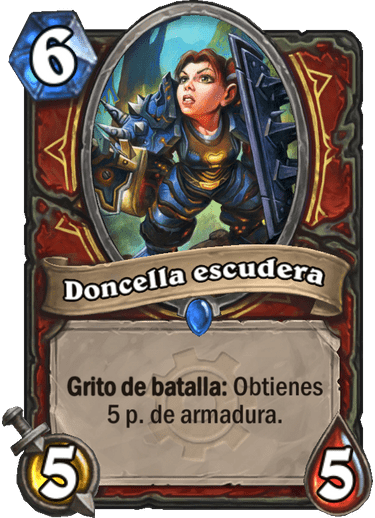 6
Doncella escudera
Grito de batalla: Obtienes
5 p. de armadura.
5
5